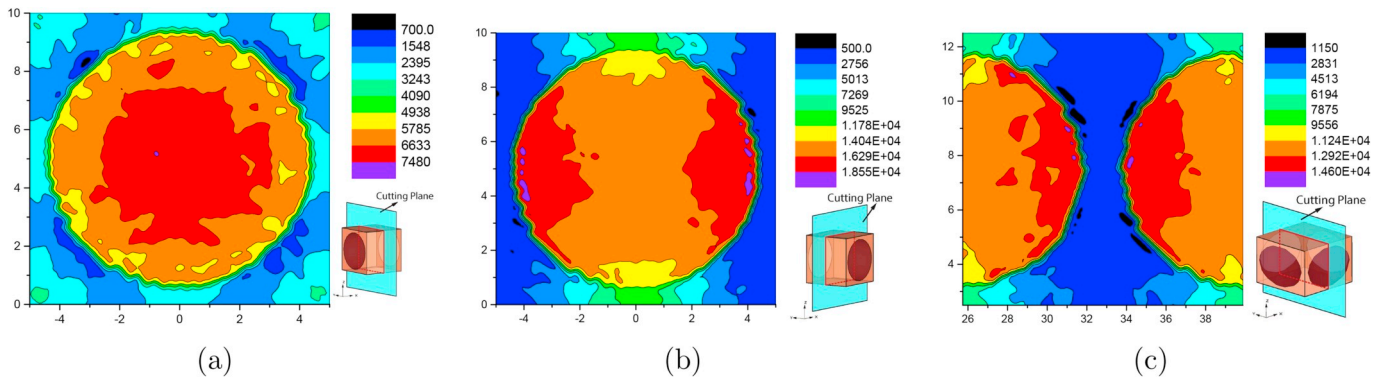 10
8
6
4
2
0
-4 -2 0 2 4
700.0
1548
2395
3243
4090
4938
5785
6633
7480
Cutting Plane
(a)
10
8
6
4
2
0
-4 -2 0 2 4
500.0
2756
5013
7269
9525
1.178E+04
1.404E+04
1.629E+04
1.855E+04
Cutting Plane
(b)
12
10
8
6
4
26 28 30 32 34 36 38
1150
2831
4513
6194
7875
9556
1.124E+04
1.292E+04
1.460E+04
Cutting Plane
(c)